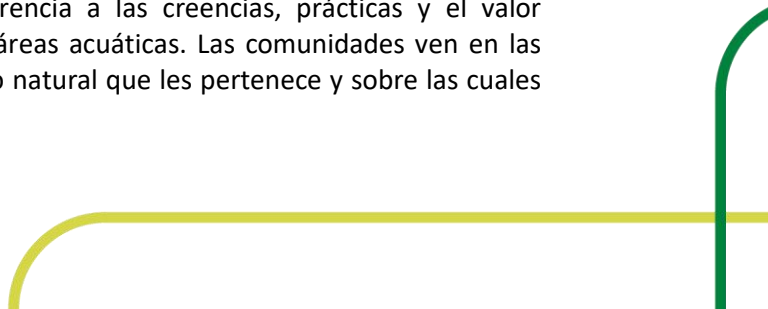 rencia a las creencias, prácticas y el valor
áreas acuáticas. Las comunidades ven en las
o natural que les pertenece y sobre las cuales